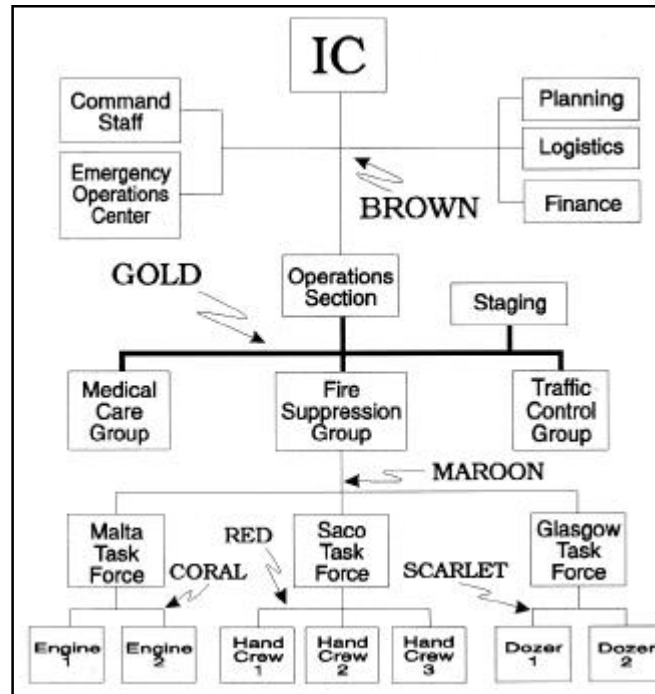 IC
Command
Staff
Emergency
Operations
Center
Planning
Logistics
Finance
BROWN
GOLD
Operations
Section
Staging
Medical
Care
Group
Fire
Suppression
Group
Traffic
Control
Group
MAROON
Malta
Task
Force
RED
CORAL
Saco
Task
Force
SCARLET
Glasgow
Task
Force
Engine
1
Engine
2
Hand
Crew
1
Hand
Crew
2
Hand
Crew
3
Dozer
1
Dozer
2